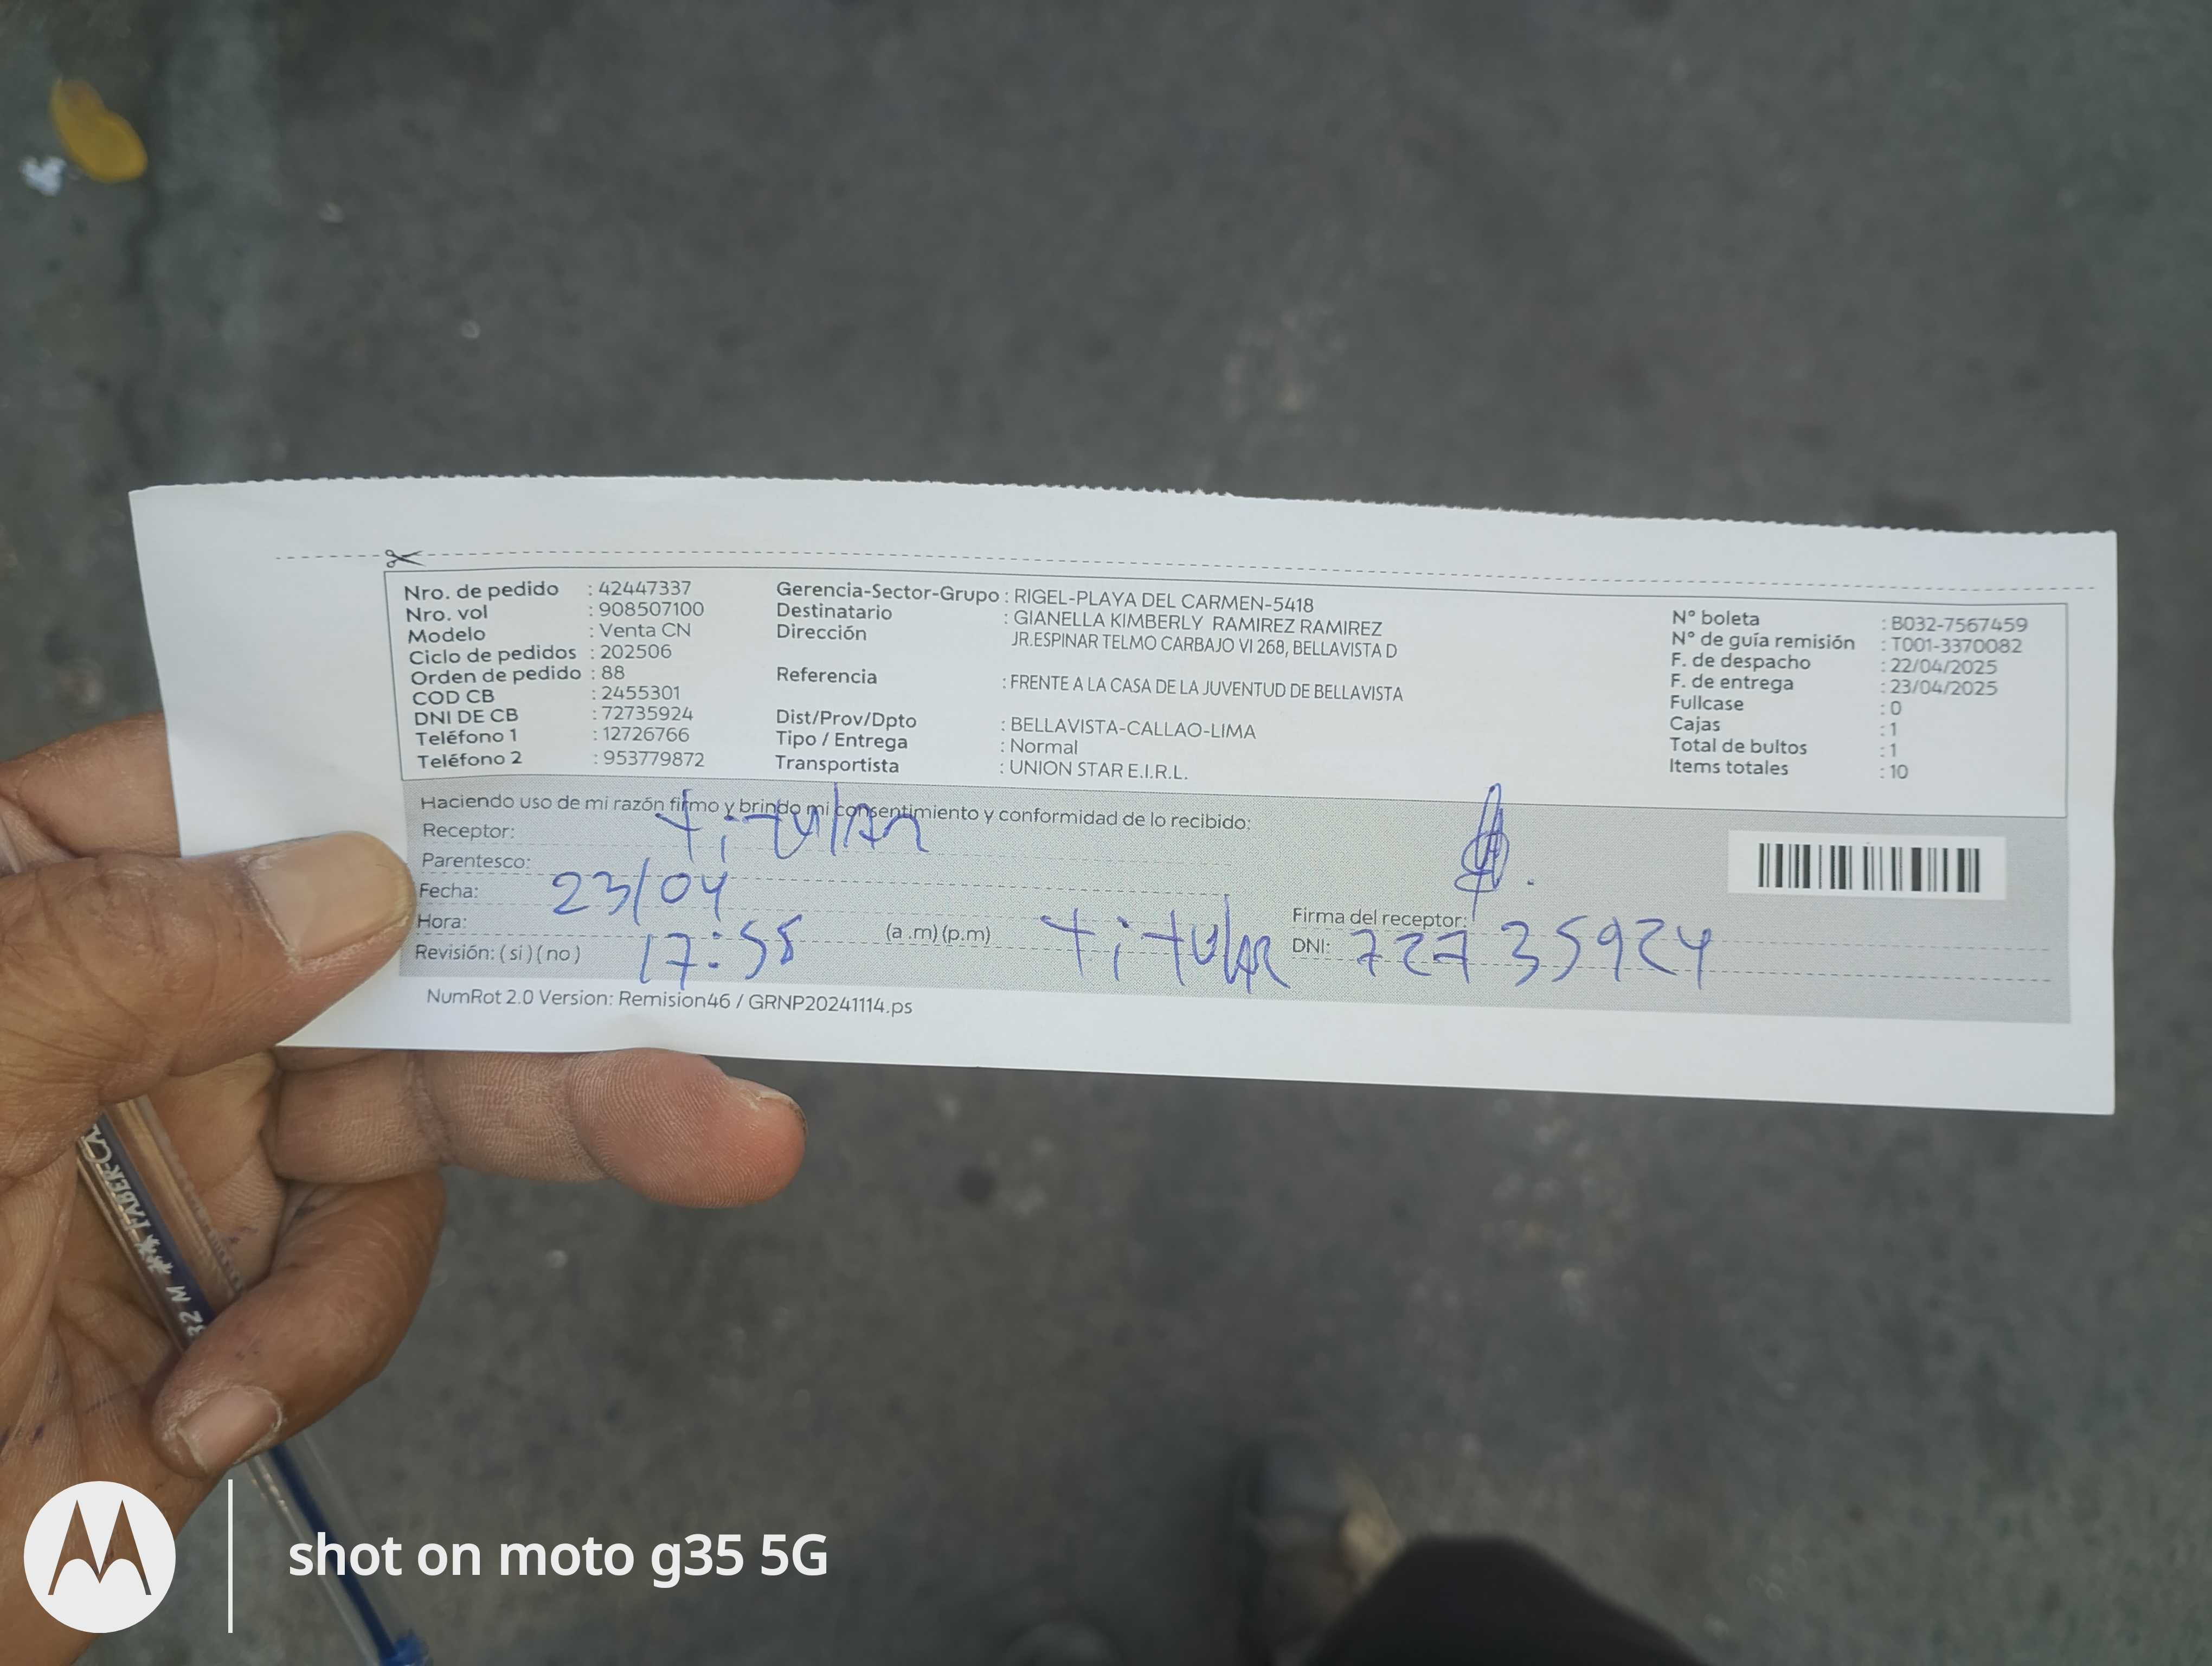 Nro. de pedido : 42447337
Nro. vol : 908507100
Modelo : Venta CN
Ciclo de pedidos : 202506
Orden de pedido : 88
COD CB : 2455301
DNI DE CB : 72735924
Teléfono 1 : 12726766
Teléfono 2 : 953779872
Gerencia-Sector-Grupo : RIGEL-PLAYA DEL CARMEN-5418
Destinatario : GIANELLA KIMBERLY RAMIREZ RAMIREZ
Dirección JR.ESPINAR TELMO CARBAJO VI 268, BELLAVISTA D
Referencia : FRENTE A LA CASA DE LA JUVENTUD DE BELLAVISTA
Dist/Prov/Dpto : BELLAVISTA-CALLAO-LIMA
Tipo / Entrega : Normal
Transportista : UNION STAR E.I.R.L.
N° boleta : B032-7567459
N° de guía remisión : T001-3370082
F. de despacho : 22/04/2025
F. de entrega : 23/04/2025
Fullcase : 0
Cajas : 1
Total de bultos : 1
Items totales : 10
Haciendo uso de mi razón firmo y brindo mi consentimiento y conformidad de lo recibido:
Receptor: titular
Parentesco:
Fecha: 23/04
Hora: 17:58 (a .m) (p.m) titular
Revisión: ( si ) ( no )
Firma del receptor:
DNI: 72735924
NumRot 2.0 Version: Remision46 / GRNP20241114.ps
FABER-CA
32 M
shot on moto g35 5G